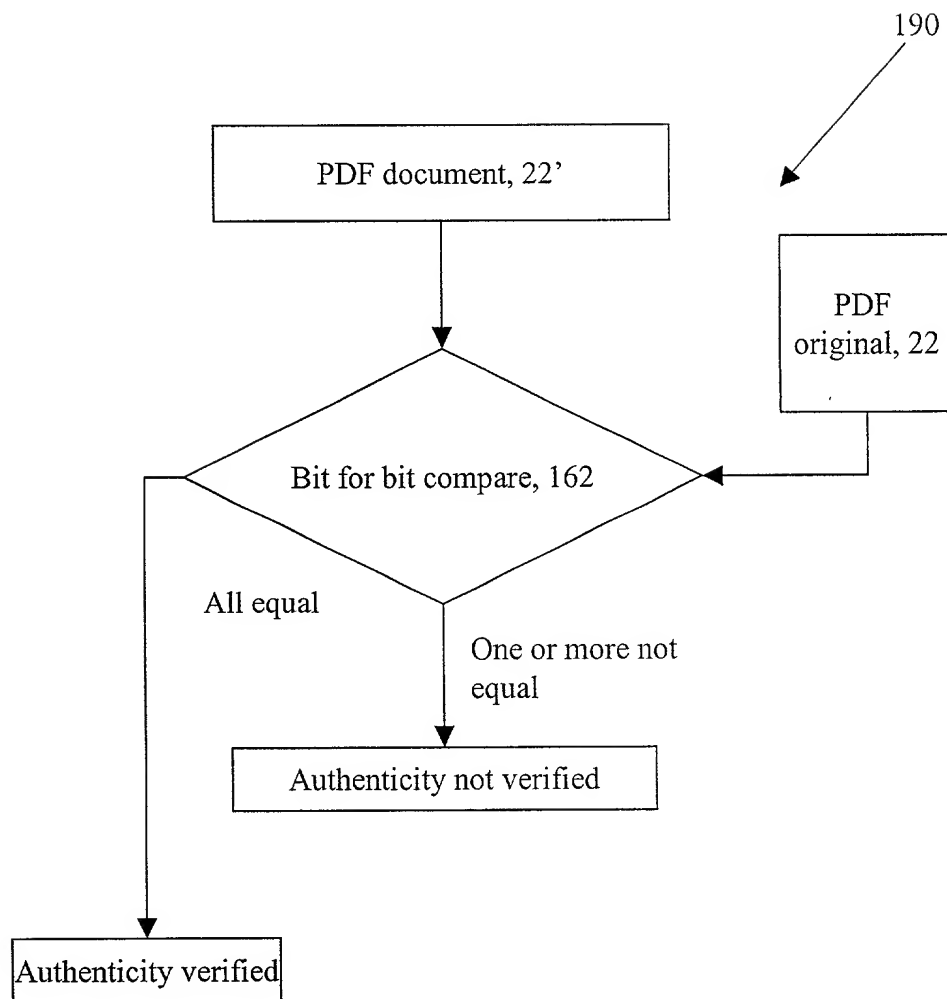 190
PDF document, 22’
PDF
original, 22
Bit for bit compare, 162
All equal
One or more not
equal
Authenticity not verified
Authenticity verified